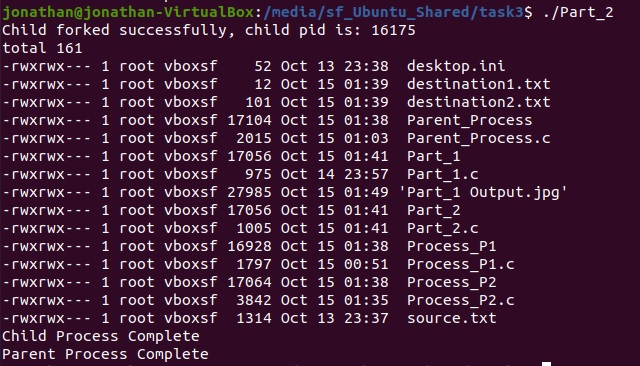 jonathan@jonathan-VirtualBox:/media/sf_Ubuntu_Shared/task3$ ./Part_2
Child forked successfully, child pid is: 16175
total 161
-rwxrwx--- 1 root vboxsf    52 Oct 13 23:38  desktop.ini
-rwxrwx--- 1 root vboxsf    12 Oct 15 01:39  destination1.txt
-rwxrwx--- 1 root vboxsf   101 Oct 15 01:39  destination2.txt
-rwxrwx--- 1 root vboxsf 17104 Oct 15 01:38  Parent_Process
-rwxrwx--- 1 root vboxsf  2015 Oct 15 01:03  Parent_Process.c
-rwxrwx--- 1 root vboxsf 17056 Oct 15 01:41  Part_1
-rwxrwx--- 1 root vboxsf   975 Oct 14 23:57  Part_1.c
-rwxrwx--- 1 root vboxsf 27985 Oct 15 01:49 'Part_1 Output.jpg'
-rwxrwx--- 1 root vboxsf 17056 Oct 15 01:41  Part_2
-rwxrwx--- 1 root vboxsf  1005 Oct 15 01:41  Part_2.c
-rwxrwx--- 1 root vboxsf 16928 Oct 15 01:38  Process_P1
-rwxrwx--- 1 root vboxsf  1797 Oct 15 00:51  Process_P1.c
-rwxrwx--- 1 root vboxsf 17064 Oct 15 01:38  Process_P2
-rwxrwx--- 1 root vboxsf  3842 Oct 15 01:35  Process_P2.c
-rwxrwx--- 1 root vboxsf  1314 Oct 13 23:37  source.txt
Child Process Complete
Parent Process Complete